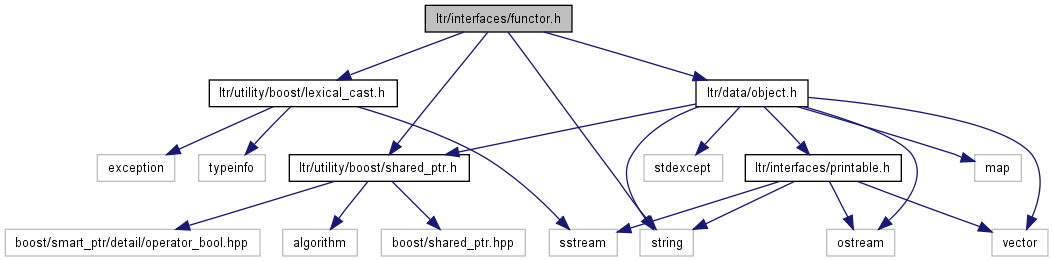 ltr/interfaces/functor.h
ltr/utility/boost/lexical_cast.h
ltr/data/object.h
exception
typeinfo
ltr/utility/boost/shared_ptr.h
stdexcept
ltr/interfaces/printable.h
map
boost/smart_ptr/detail/operator_bool.hpp
algorithm
boost/shared_ptr.hpp
sstream
string
ostream
vector